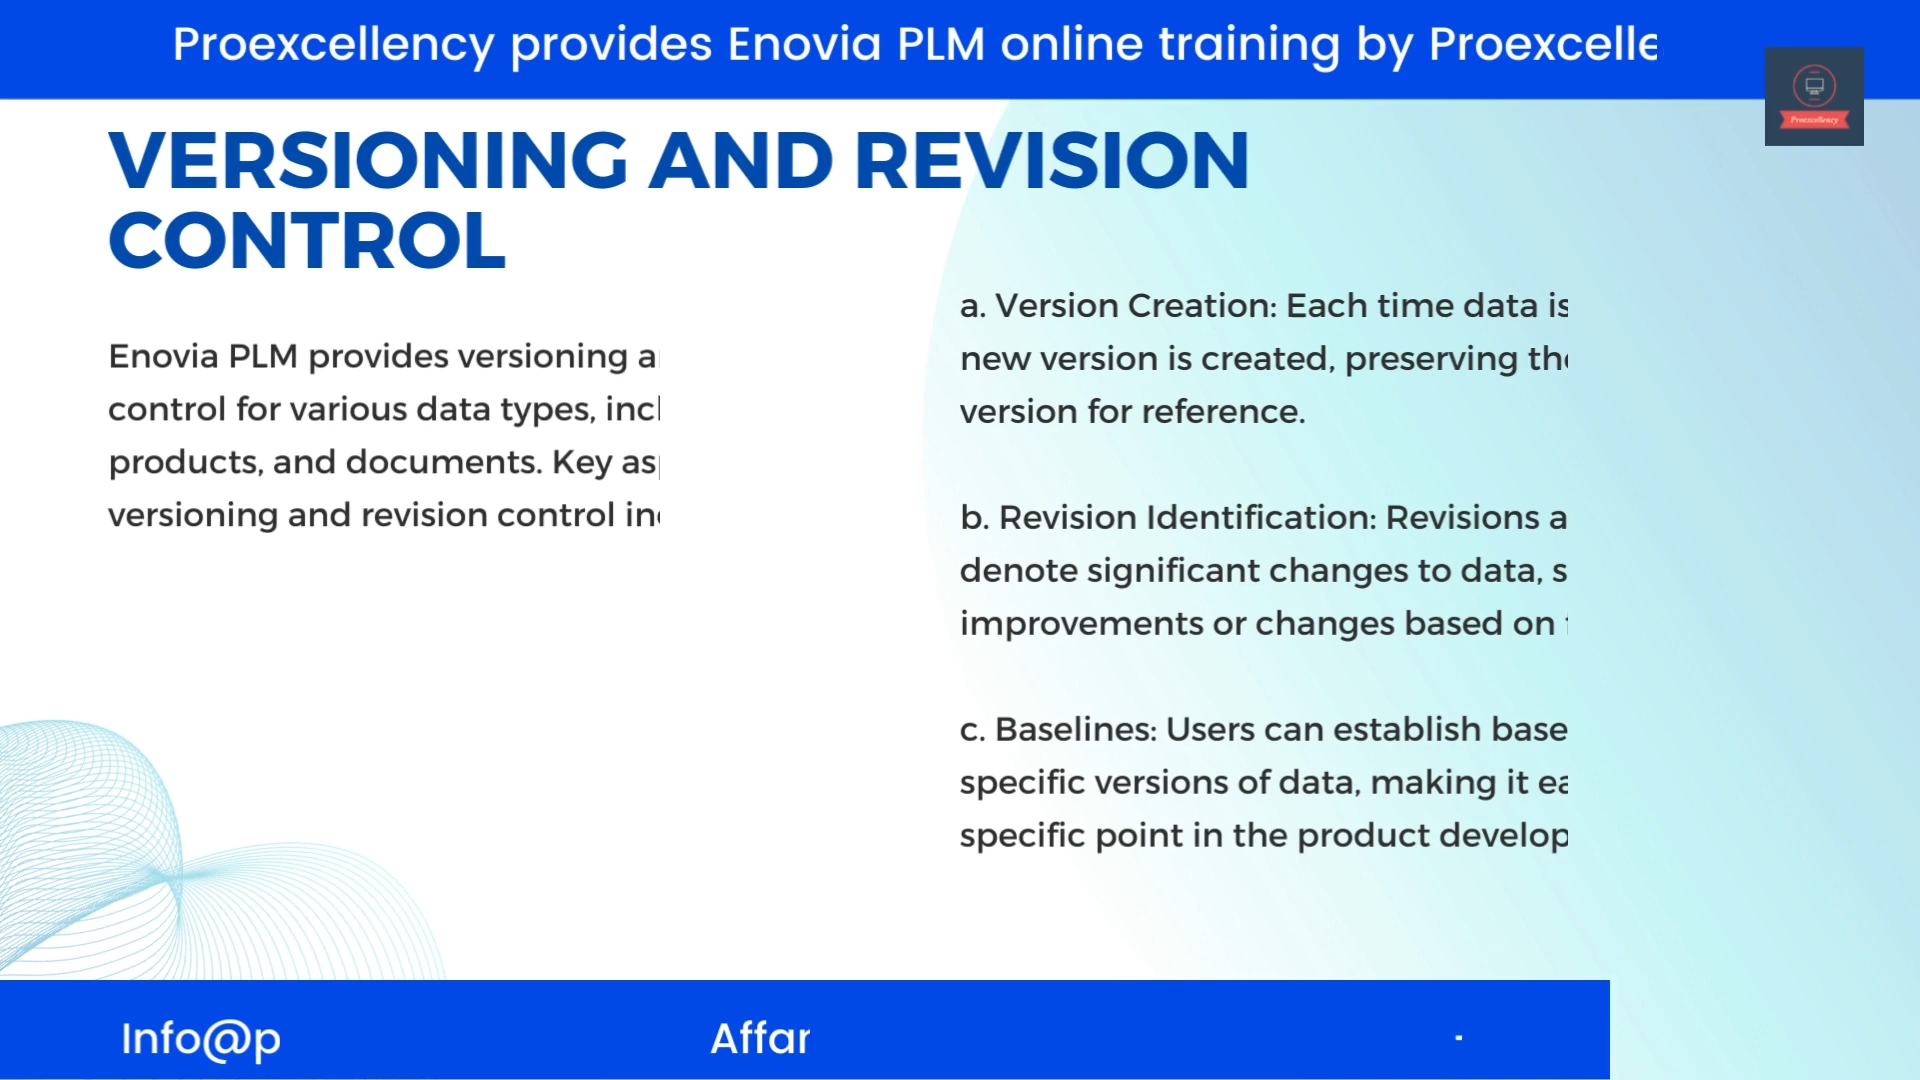 Proexcellency provides Enovia PLM online training by Proexcelle
Proexcellency
VERSIONING AND REVISION
CONTROL
Enovia PLM provides versioning a
control for various data types, incl
products, and documents. Key as
versioning and revision control in
a. Version Creation: Each time data is
new version is created, preserving the
version for reference.
b. Revision Identification: Revisions a
denote significant changes to data, s
improvements or changes based on
c. Baselines: Users can establish base
specific versions of data, making it ea
specific point in the product develop
Info@p
Affar
-